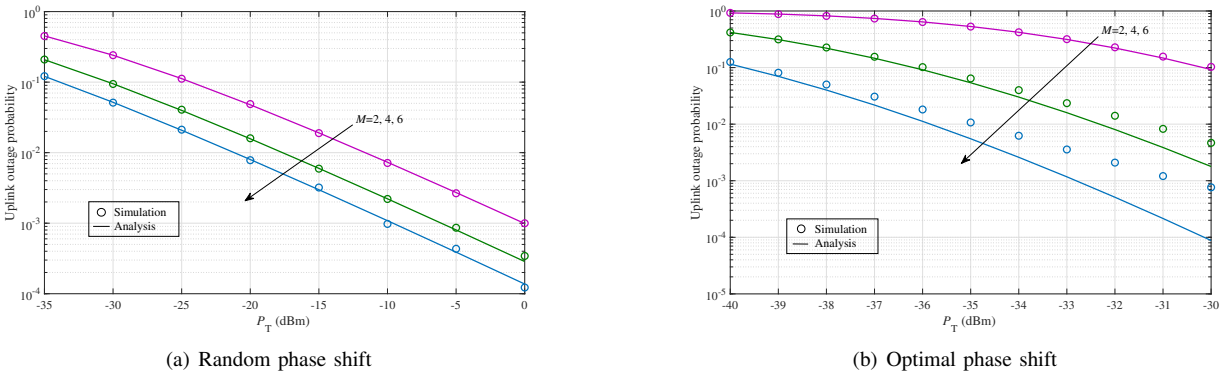 10^0
10^-1
10^-2
10^-3
10^-4
Uplink outage probability
M=2, 4, 6
Simulation
Analysis
-35 -30 -25 -20 -15 -10 -5 0
P_T (dBm)
(a) Random phase shift
10^0
10^-1
10^-2
10^-3
10^-4
10^-5
Uplink outage probability
M=2, 4, 6
Simulation
Analysis
-40 -39 -38 -37 -36 -35 -34 -33 -32 -31 -30
P_T (dBm)
(b) Optimal phase shift